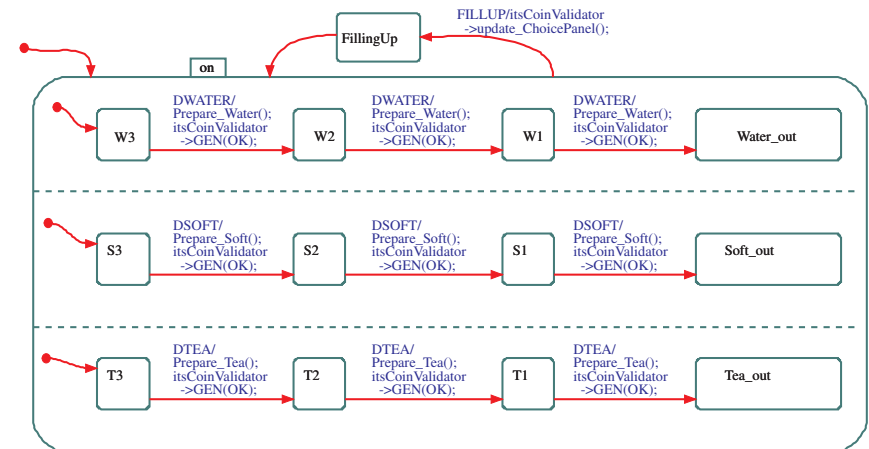 FILLUP/itsCoinValidator
->update_ChoicePanel();
FillingUp
on
DWATER/
Prepare_Water();
itsCoinValidator
->GEN(OK);
DWATER/
Prepare_Water();
itsCoinValidator
->GEN(OK);
DWATER/
Prepare_Water();
itsCoinValidator
->GEN(OK);
W3
W2
W1
Water_out
DSOFT/
Prepare_Soft();
itsCoinValidator
->GEN(OK);
DSOFT/
Prepare_Soft();
itsCoinValidator
->GEN(OK);
DSOFT/
Prepare_Soft();
itsCoinValidator
->GEN(OK);
S3
S2
S1
Soft_out
DTEA/
Prepare_Tea();
itsCoinValidator
->GEN(OK);
DTEA/
Prepare_Tea();
itsCoinValidator
->GEN(OK);
DTEA/
Prepare_Tea();
itsCoinValidator
->GEN(OK);
T3
T2
T1
Tea_out